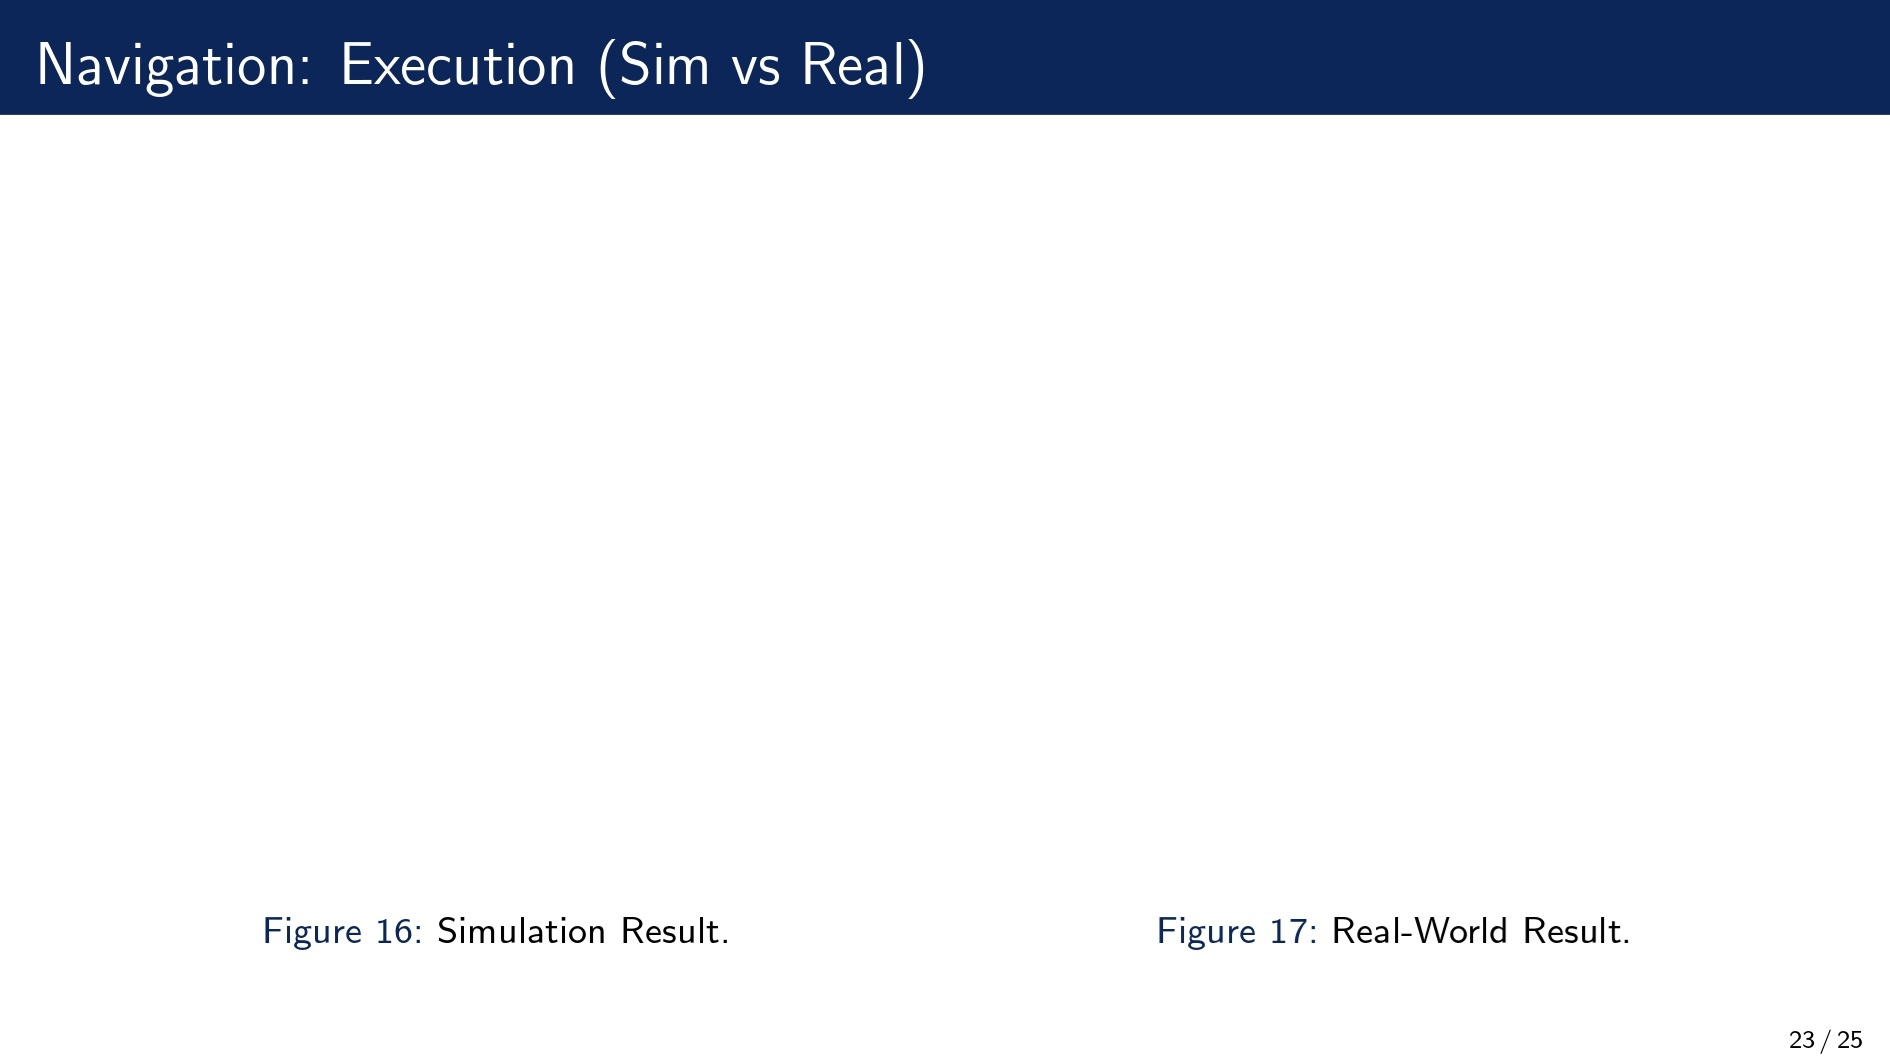 Navigation: Execution (Sim vs Real)
Figure 16: Simulation Result.
Figure 17: Real-World Result.
23 / 25